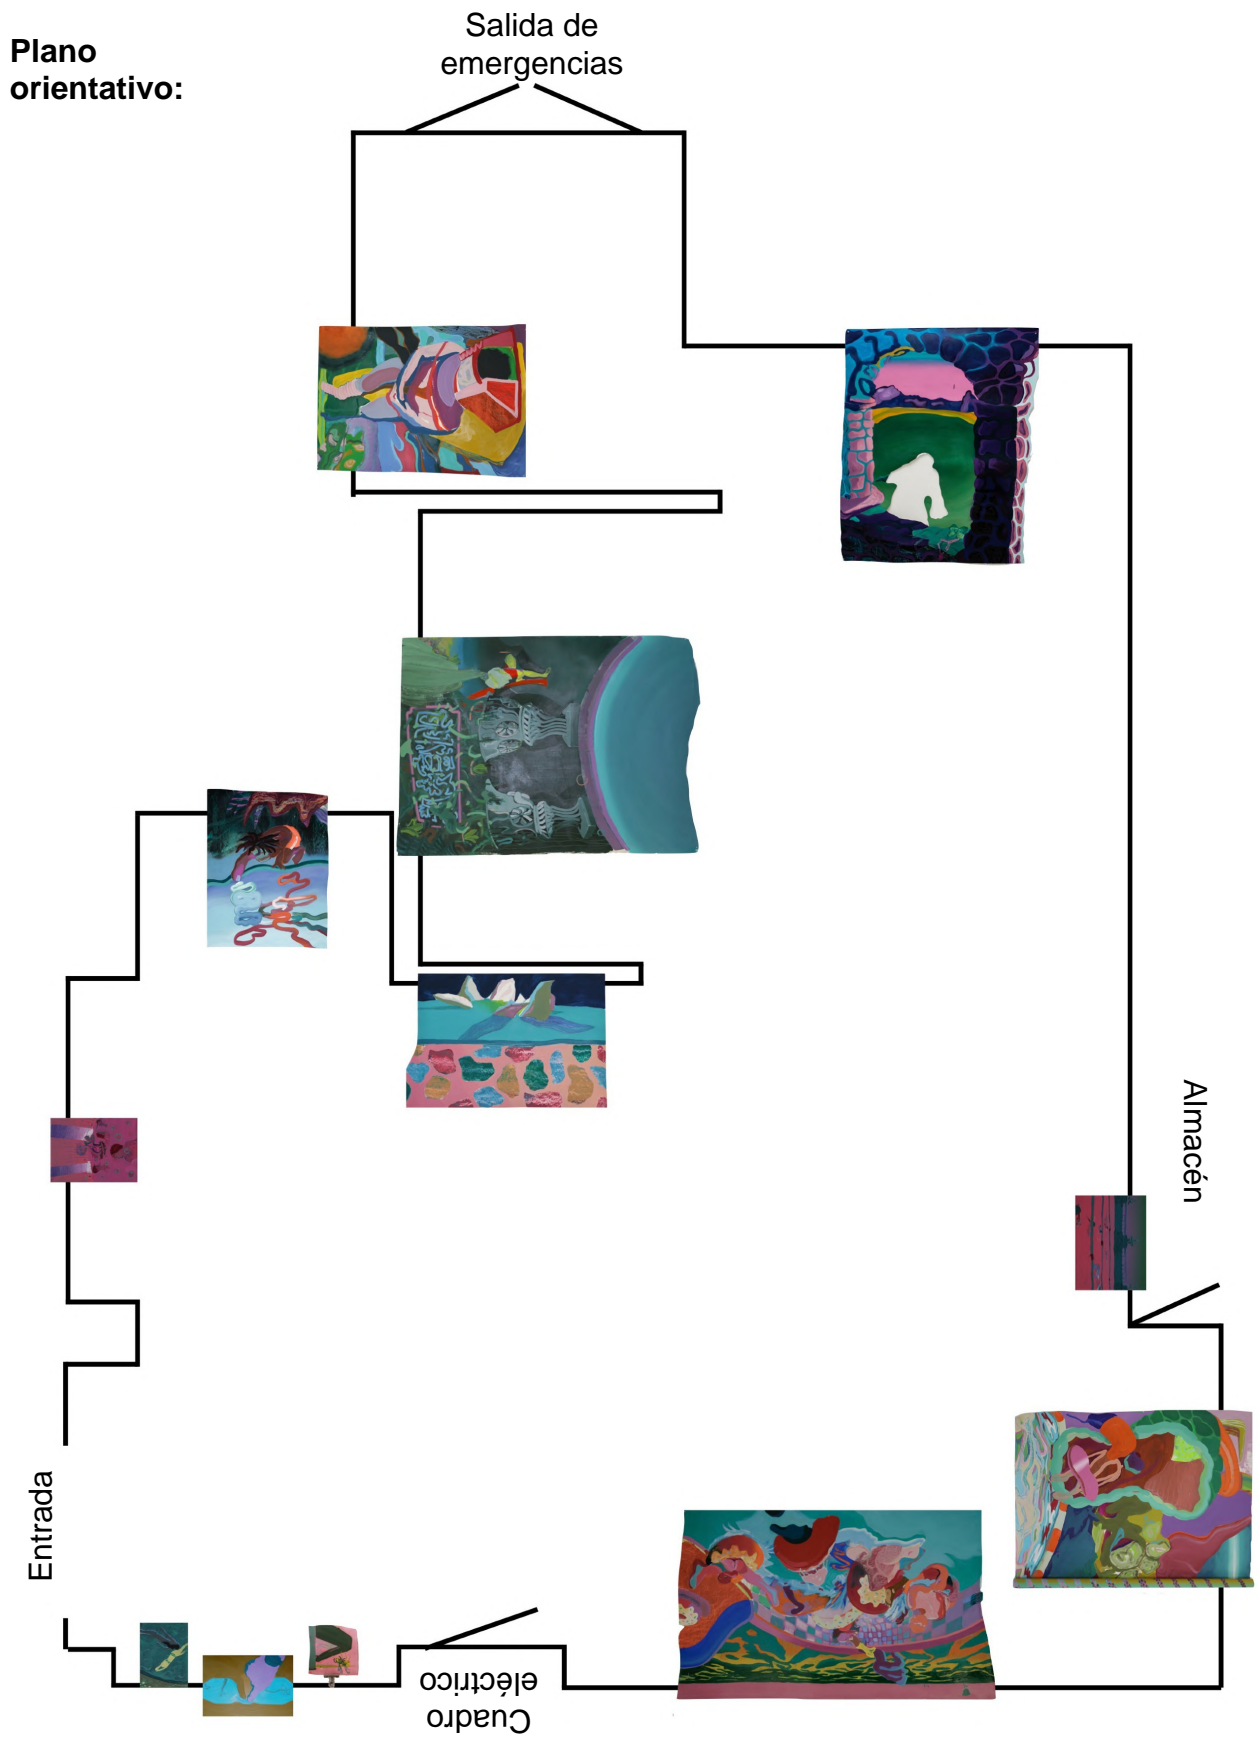 Plano
orientativo:
Salida de
emergencias
Almacén
Entrada
Cuadro
eléctrico